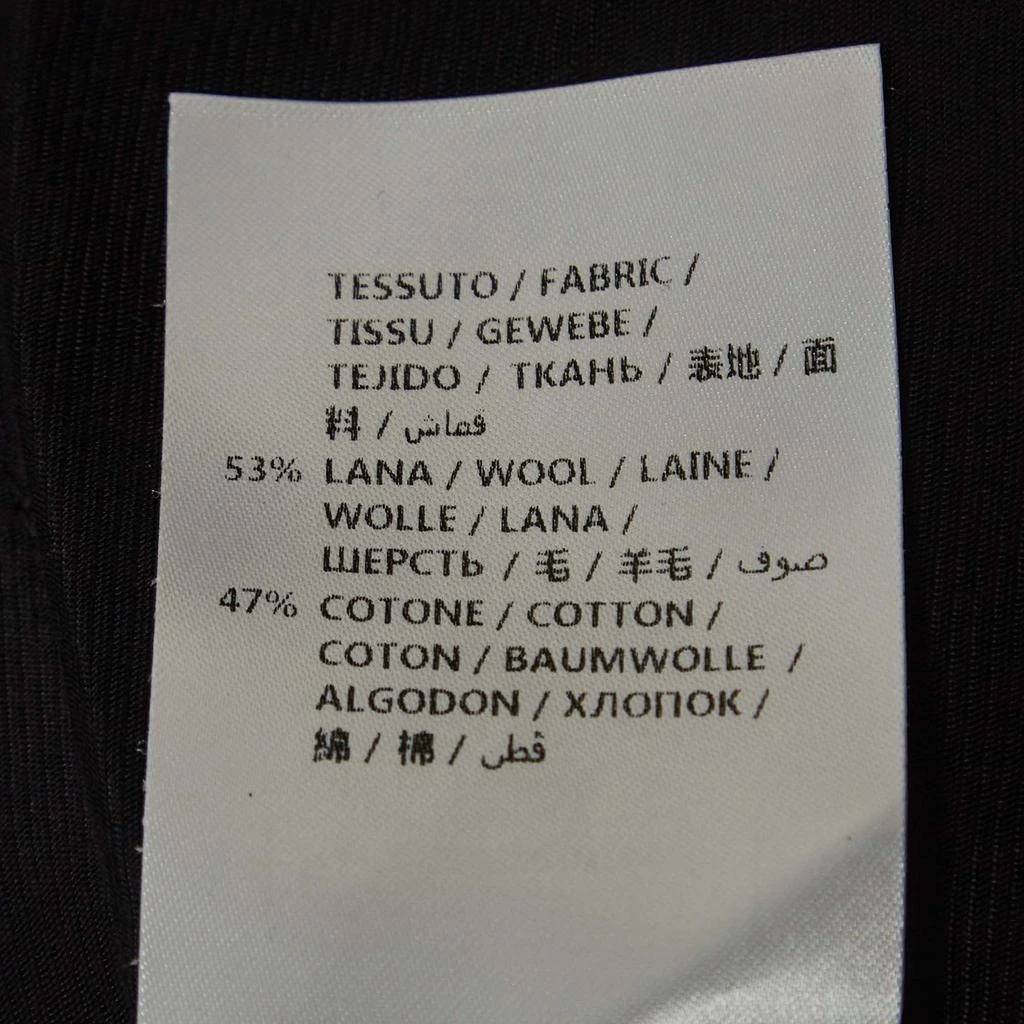 TESSUTO / FABRIC /
TISSU / GEWEBE /
TEJIDO / ТКАНЬ / 表地 / 面
料 / قماش
53% LANA / WOOL / LAINE /
WOLLE / LANA /
ШЕРСТЬ / 毛 / 羊毛 / صوف
47% COTONE / COTTON /
COTON / BAUMWOLLE /
ALGODON / ХЛОПОК /
綿 / 棉 / قطن